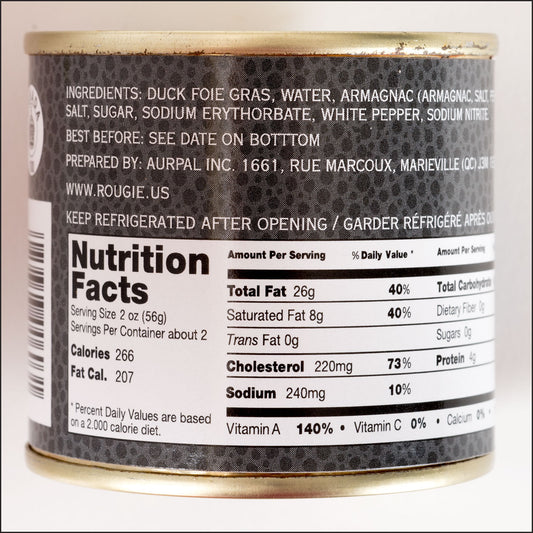 INGREDIENTS: DUCK FOIE GRAS, WATER, ARMAGNAC (ARMAGNAC, SALT,
SALT, SUGAR, SODIUM ERYTHORBATE, WHITE PEPPER, SODIUM NITRITE.
BEST BEFORE: SEE DATE ON BOTTTOM
PREPARED BY: AURPAL INC. 1661, RUE MARCOUX, MARIEVILLE (QC) J3M
WWW.ROUGIE.US
KEEP REFRIGERATED AFTER OPENING / GARDER RÉFRIGÉRÉ APRÈS
Nutrition
Facts
Serving Size 2 oz (56g)
Servings Per Container about 2
Calories 266
Fat Cal. 207
* Percent Daily Values are based
on a 2.000 calorie diet.
Amount Per Serving % Daily Value * Amount Per Serving
Total Fat 26g 40% Total Carbohydrate
Saturated Fat 8g 40% Dietary Fiber 0g
Trans Fat 0g Sugars 0g
Cholesterol 220mg 73% Protein 4g
Sodium 240mg 10%
Vitamin A 140% • Vitamin C 0% • Calcium 0% •